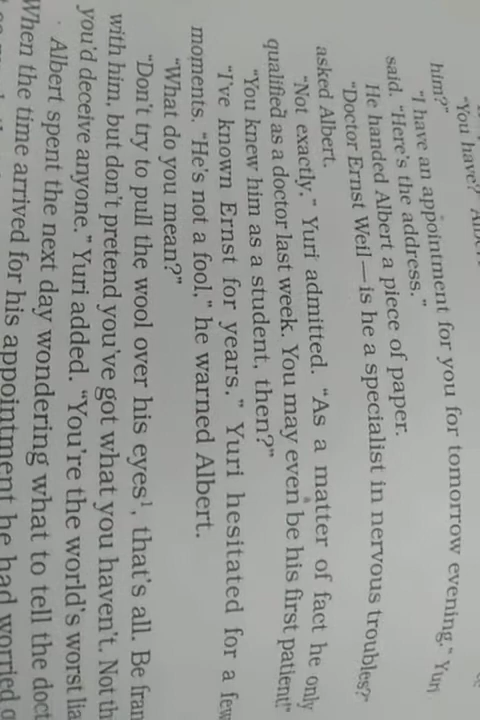 "You have?"
him?"
"I have an appointment for you for tomorrow evening." Yuri
said. "Here's the address."
He handed Albert a piece of paper.
"Doctor Ernst Weil—is he a specialist in nervous troubles?"
asked Albert.
"Not exactly." Yuri admitted. "As a matter of fact he only
qualified as a doctor last week. You may even be his first patient!"
"You knew him as a student, then?"
"I've known Ernst for years." Yuri hesitated for a few
moments. "He's not a fool," he warned Albert.
"What do you mean?"
"Don't try to pull the wool over his eyes¹, that's all. Be fran
with him, but don't pretend you've got what you haven't. Not th
you'd deceive anyone." Yuri added. "You're the world's worst lia
Albert spent the next day wondering what to tell the doct
When the time arrived for his appointment he had worried